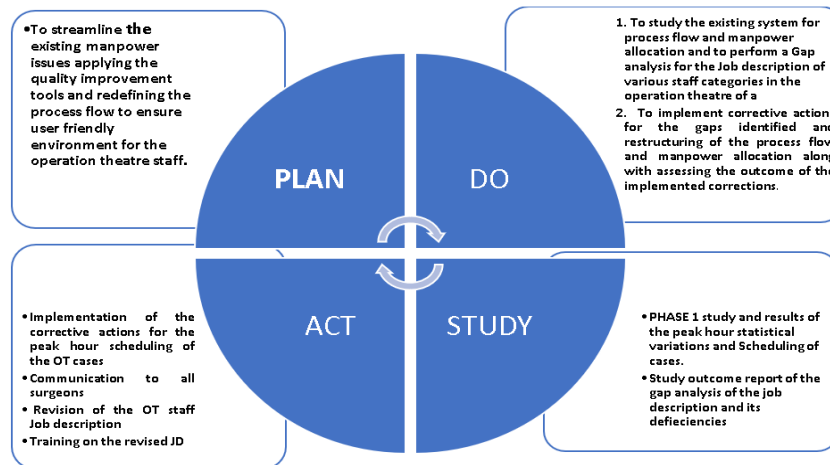 •To streamline the
existing manpower
issues applying the
quality improvement
tools and redefining the
process flow to ensure
user friendly
environment for the
operation theatre staff.
1. To study the existing system for
process flow and manpower
allocation and to perform a Gap
analysis for the Job description of
various staff categories in the
operation theatre of a
2. To implement corrective action
for the gaps identified and
restructuring of the process flow
and manpower allocation along
with assessing the outcome of the
implemented corrections.
PLAN
DO
ACT
STUDY
•Implementation of the
corrective actions for the
peak hour scheduling of
the OT cases
•Communication to all
surgeons
• Revision of the OT staff
Job description
•Training on the revised JD
•PHASE 1 study and results of
the peak hour statistical
variations and Scheduling of
cases.
•Study outcome report of the
gap analysis of the job
description and its
defieciencies